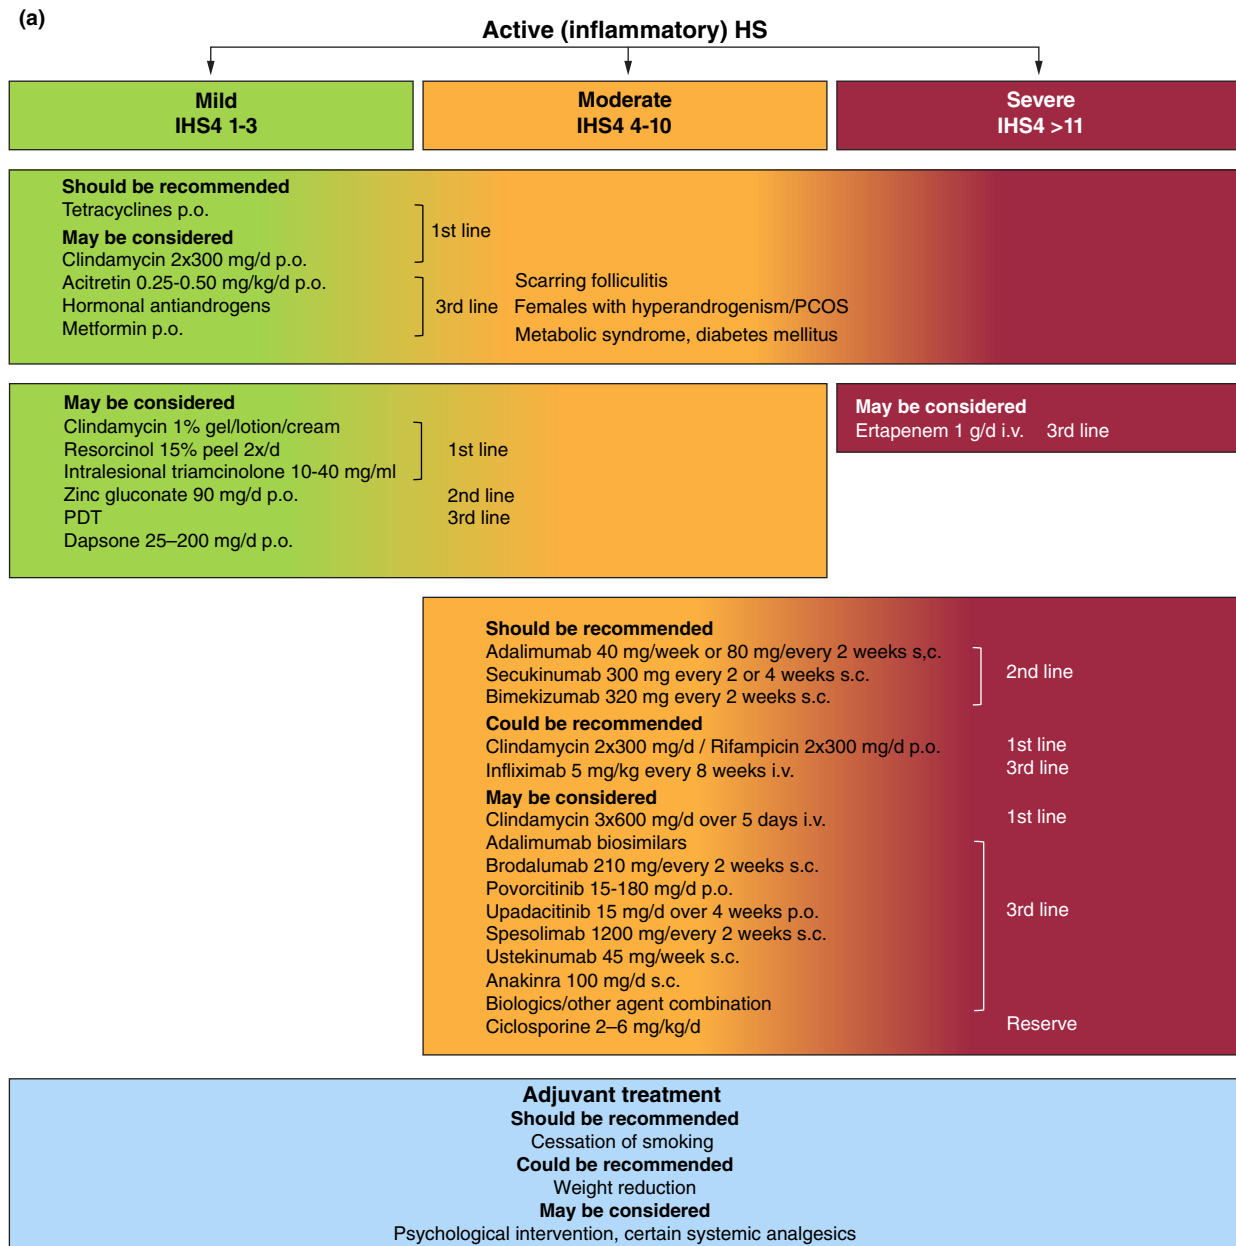 (a)
Active (inflammatory) HS
Mild
IHS4 1-3
Moderate
IHS4 4-10
Severe
IHS4 >11
Should be recommended
Tetracyclines p.o.
May be considered
Clindamycin 2x300 mg/d p.o.
1st line
Acitretin 0.25-0.50 mg/kg/d p.o.
Hormonal antiandrogens
Metformin p.o.
3rd line
Scarring folliculitis
Females with hyperandrogenism/PCOS
Metabolic syndrome, diabetes mellitus
May be considered
Clindamycin 1% gel/lotion/cream
Resorcinol 15% peel 2x/d
Intralesional triamcinolone 10-40 mg/ml
1st line
Zinc gluconate 90 mg/d p.o. 2nd line
PDT 3rd line
Dapsone 25–200 mg/d p.o.
May be considered
Ertapenem 1 g/d i.v. 3rd line
Should be recommended
Adalimumab 40 mg/week or 80 mg/every 2 weeks s,c.
Secukinumab 300 mg every 2 or 4 weeks s.c.
Bimekizumab 320 mg every 2 weeks s.c.
2nd line
Could be recommended
Clindamycin 2x300 mg/d / Rifampicin 2x300 mg/d p.o. 1st line
Infliximab 5 mg/kg every 8 weeks i.v. 3rd line
May be considered
Clindamycin 3x600 mg/d over 5 days i.v. 1st line
Adalimumab biosimilars
Brodalumab 210 mg/every 2 weeks s.c.
Povorcitinib 15-180 mg/d p.o.
Upadacitinib 15 mg/d over 4 weeks p.o.
Spesolimab 1200 mg/every 2 weeks s.c.
Ustekinumab 45 mg/week s.c.
Anakinra 100 mg/d s.c.
Biologics/other agent combination
3rd line
Ciclosporine 2–6 mg/kg/d Reserve
Adjuvant treatment
Should be recommended
Cessation of smoking
Could be recommended
Weight reduction
May be considered
Psychological intervention, certain systemic analgesics